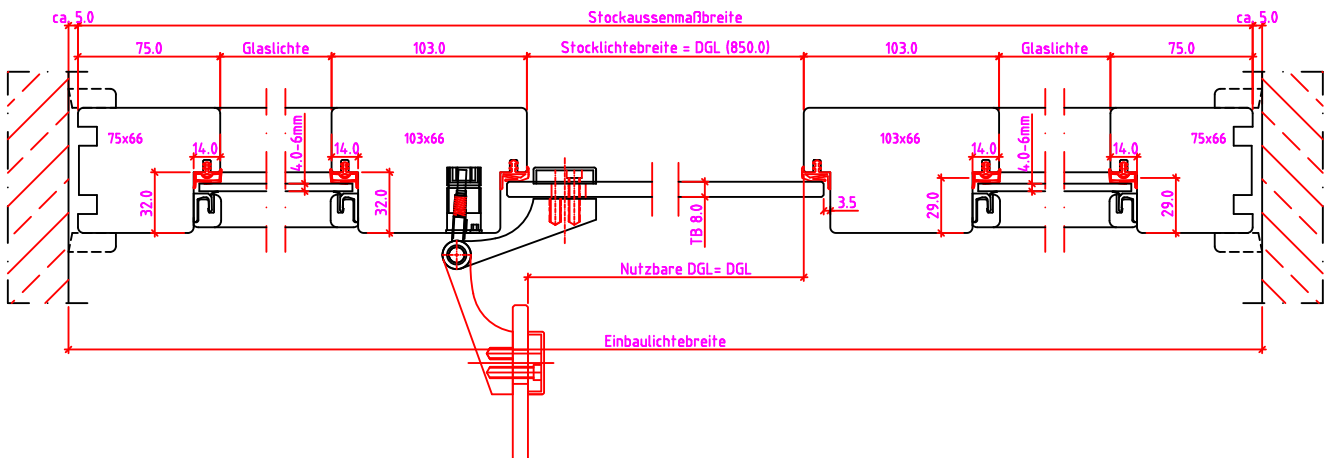 ca. 5.0
Stockaussenmaßbreite
ca. 5.0
75.0
Glaslichte
103.0
Stocklichtebreite = DGL (850.0)
103.0
Glaslichte
75.0
75x66
4.0-6mm
103x66
103x66
4.0-6mm
75x66
14.0
14.0
14.0
14.0
32.0
32.0
TB 8.0
3.5
29.0
29.0
Nutzbare DGL= DGL
Einbaulichtebreite